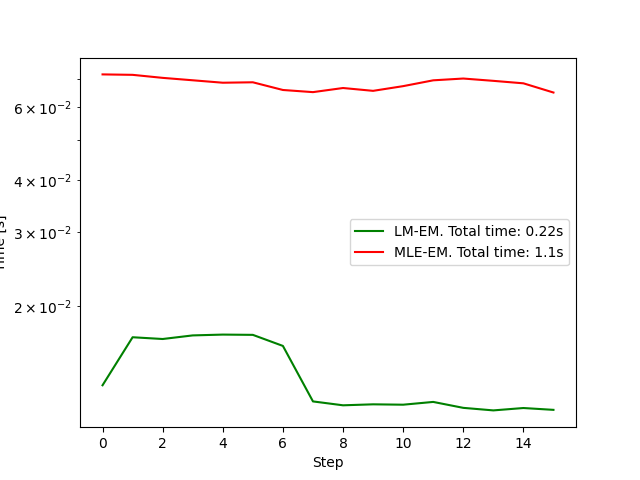 6 × 10⁻²
4 × 10⁻²
3 × 10⁻²
2 × 10⁻²
Time [s]
LM-EM. Total time: 0.22s
MLE-EM. Total time: 1.1s
0 2 4 6 8 10 12 14
Step